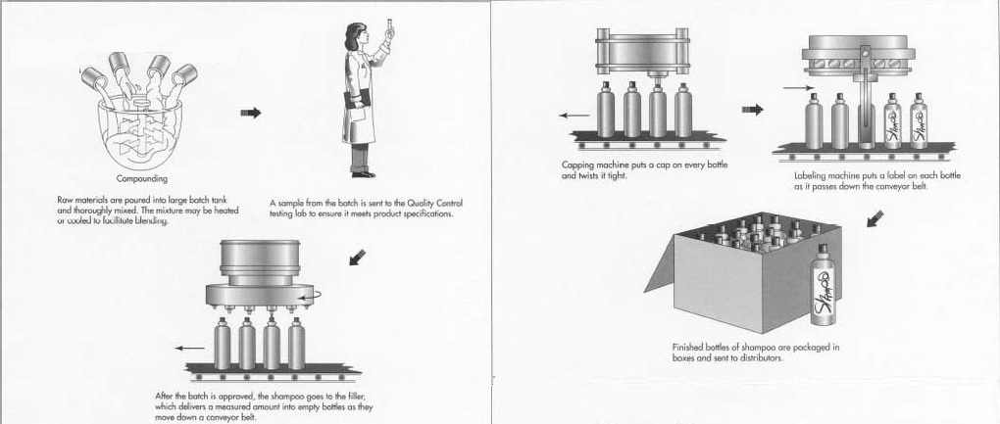 Compounding
Raw materials are poured into large batch tank
and thoroughly mixed. The mixture may be heated
or cooled to facilitate blending.
A sample from the batch is sent to the Quality Control
testing lab to ensure it meets product specifications.
After the batch is approved, the shampoo goes to the filler,
which delivers a measured amount into empty bottles as they
move down a conveyor belt.
Capping machine puts a cap on every bottle
and twists it tight.
Shampoo
Shampoo
Labeling machine puts a label on each bottle
as it passes down the conveyor belt.
Shampoo
Finished bottles of shampoo are packaged in
boxes and sent to distributors.